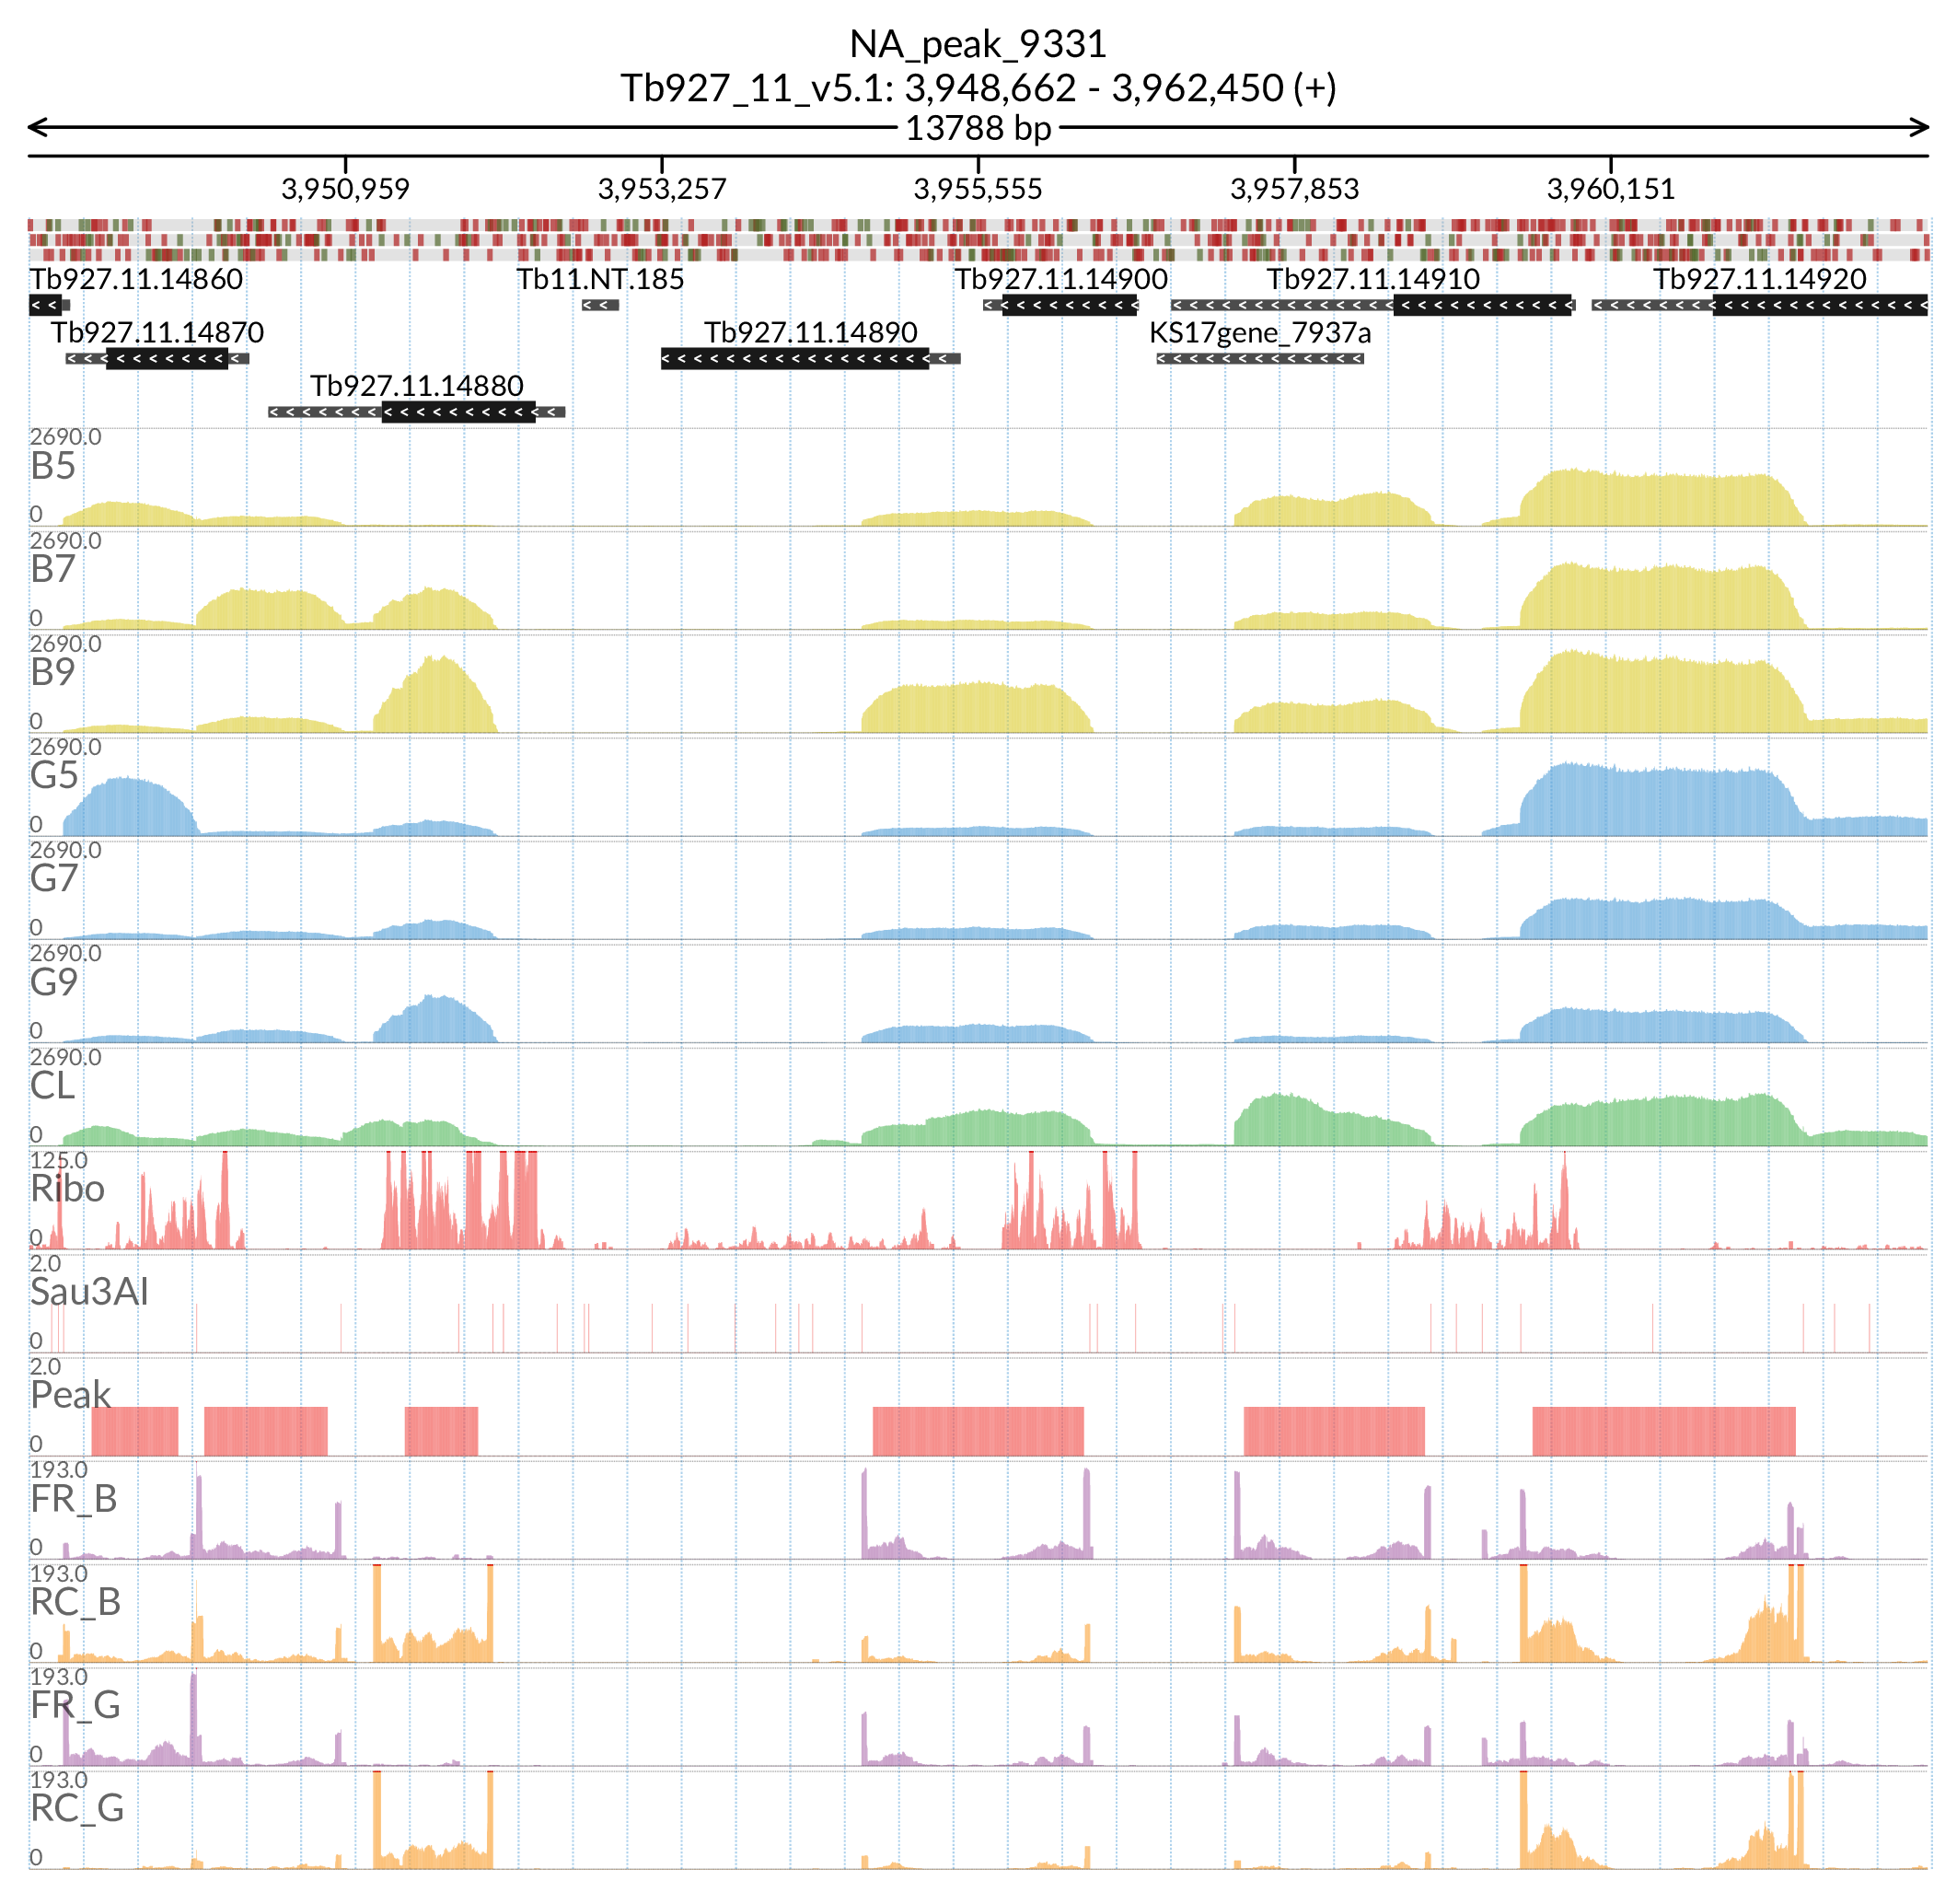 NA_peak_9331
Tb927_11_v5.1: 3,948,662 - 3,962,450 (+)
13788 bp
3,950,959 3,953,257 3,955,555 3,957,853 3,960,151
Tb927.11.14860 Tb11.NT.185 Tb927.11.14900 Tb927.11.14910 Tb927.11.14920
Tb927.11.14870 Tb927.11.14890 KS17gene_7937a
Tb927.11.14880
2690.0
B5
0
2690.0
B7
0
2690.0
B9
0
2690.0
G5
0
2690.0
G7
0
2690.0
G9
0
2690.0
CL
0
125.0
Ribo
0
2.0
Sau3AI
0
2.0
Peak
0
193.0
FR_B
0
193.0
RC_B
0
193.0
FR_G
0
193.0
RC_G
0